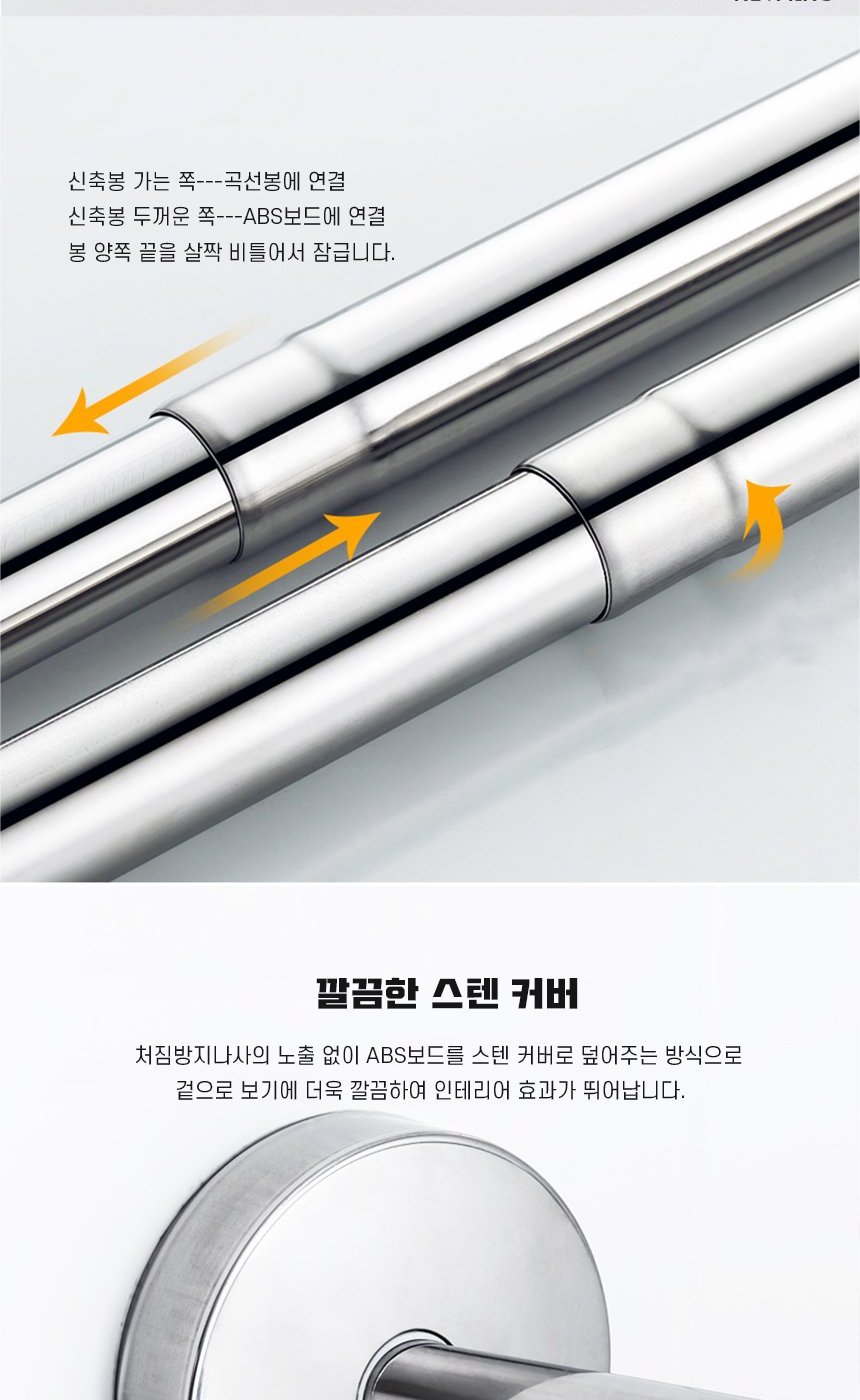 신축봉 가는 쪽---곡선봉에 연결
신축봉 두꺼운 쪽---ABS보드에 연결
봉 양쪽 끝을 살짝 비틀어서 잠급니다.
깔끔한 스텐 커버
처짐방지나사의 노출 없이 ABS보드를 스텐 커버로 덮어주는 방식으로
겉으로 보기에 더욱 깔끔하여 인테리어 효과가 뛰어납니다.